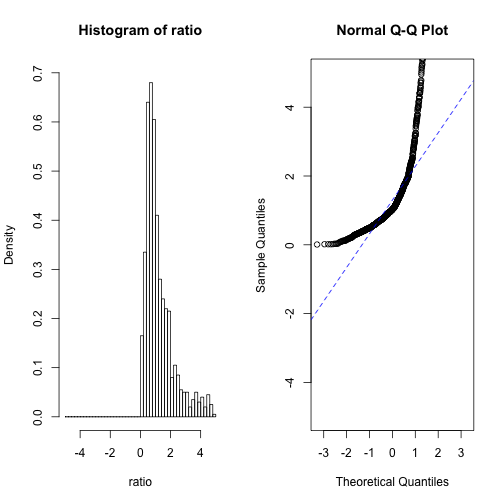 Histogram of ratio
Density
0.0 0.1 0.2 0.3 0.4 0.5 0.6 0.7
-4 -2 0 2 4
ratio
Normal Q-Q Plot
Sample Quantiles
-4 -2 0 2 4
-3 -2 -1 0 1 2 3
Theoretical Quantiles